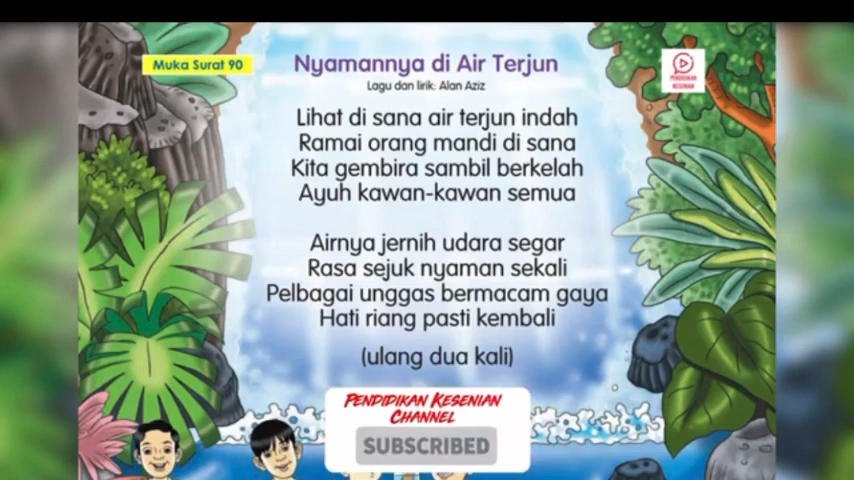 Muka Surat 90
Nyamannya di Air Terjun
Lagu dan lirik: Alan Aziz
PENDIDIKAN
KESENIAN
Lihat di sana air terjun indah
Ramai orang mandi di sana
Kita gembira sambil berkelah
Ayuh kawan-kawan semua
Airnya jernih udara segar
Rasa sejuk nyaman sekali
Pelbagai unggas bermacam gaya
Hati riang pasti kembali
(ulang dua kali)
PENDIDIKAN KESENIAN
CHANNEL
SUBSCRIBED